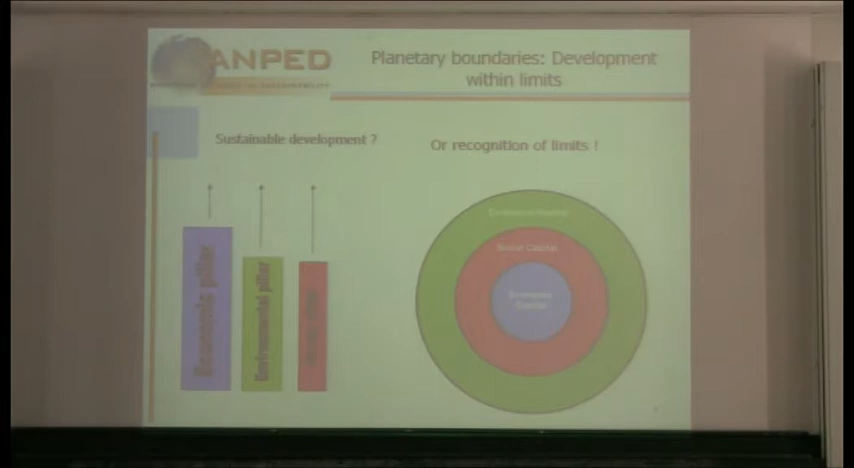 ANPED
Planetary boundaries: Development
within limits
Sustainable development ?
Or recognition of limits !
Economic pillar
Environmental pillar
Social Capital
Economic
Capital